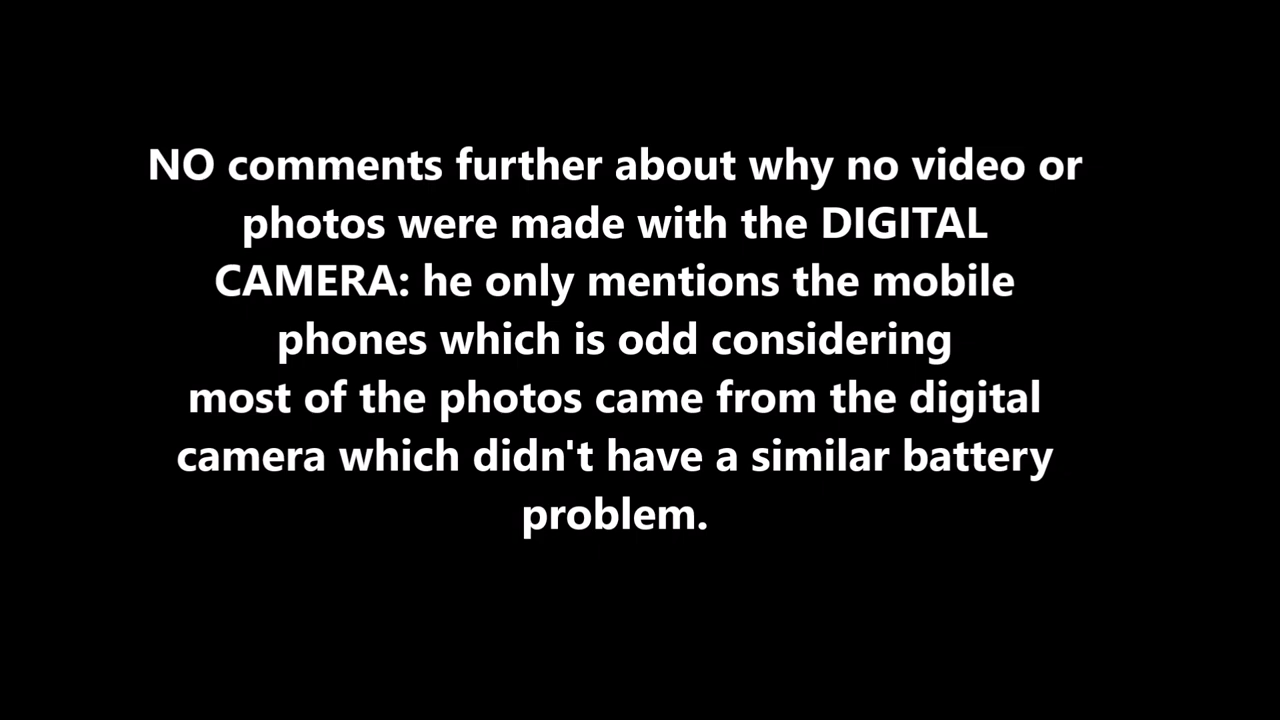 NO comments further about why no video or
photos were made with the DIGITAL
CAMERA: he only mentions the mobile
phones which is odd considering
most of the photos came from the digital
camera which didn't have a similar battery
problem.